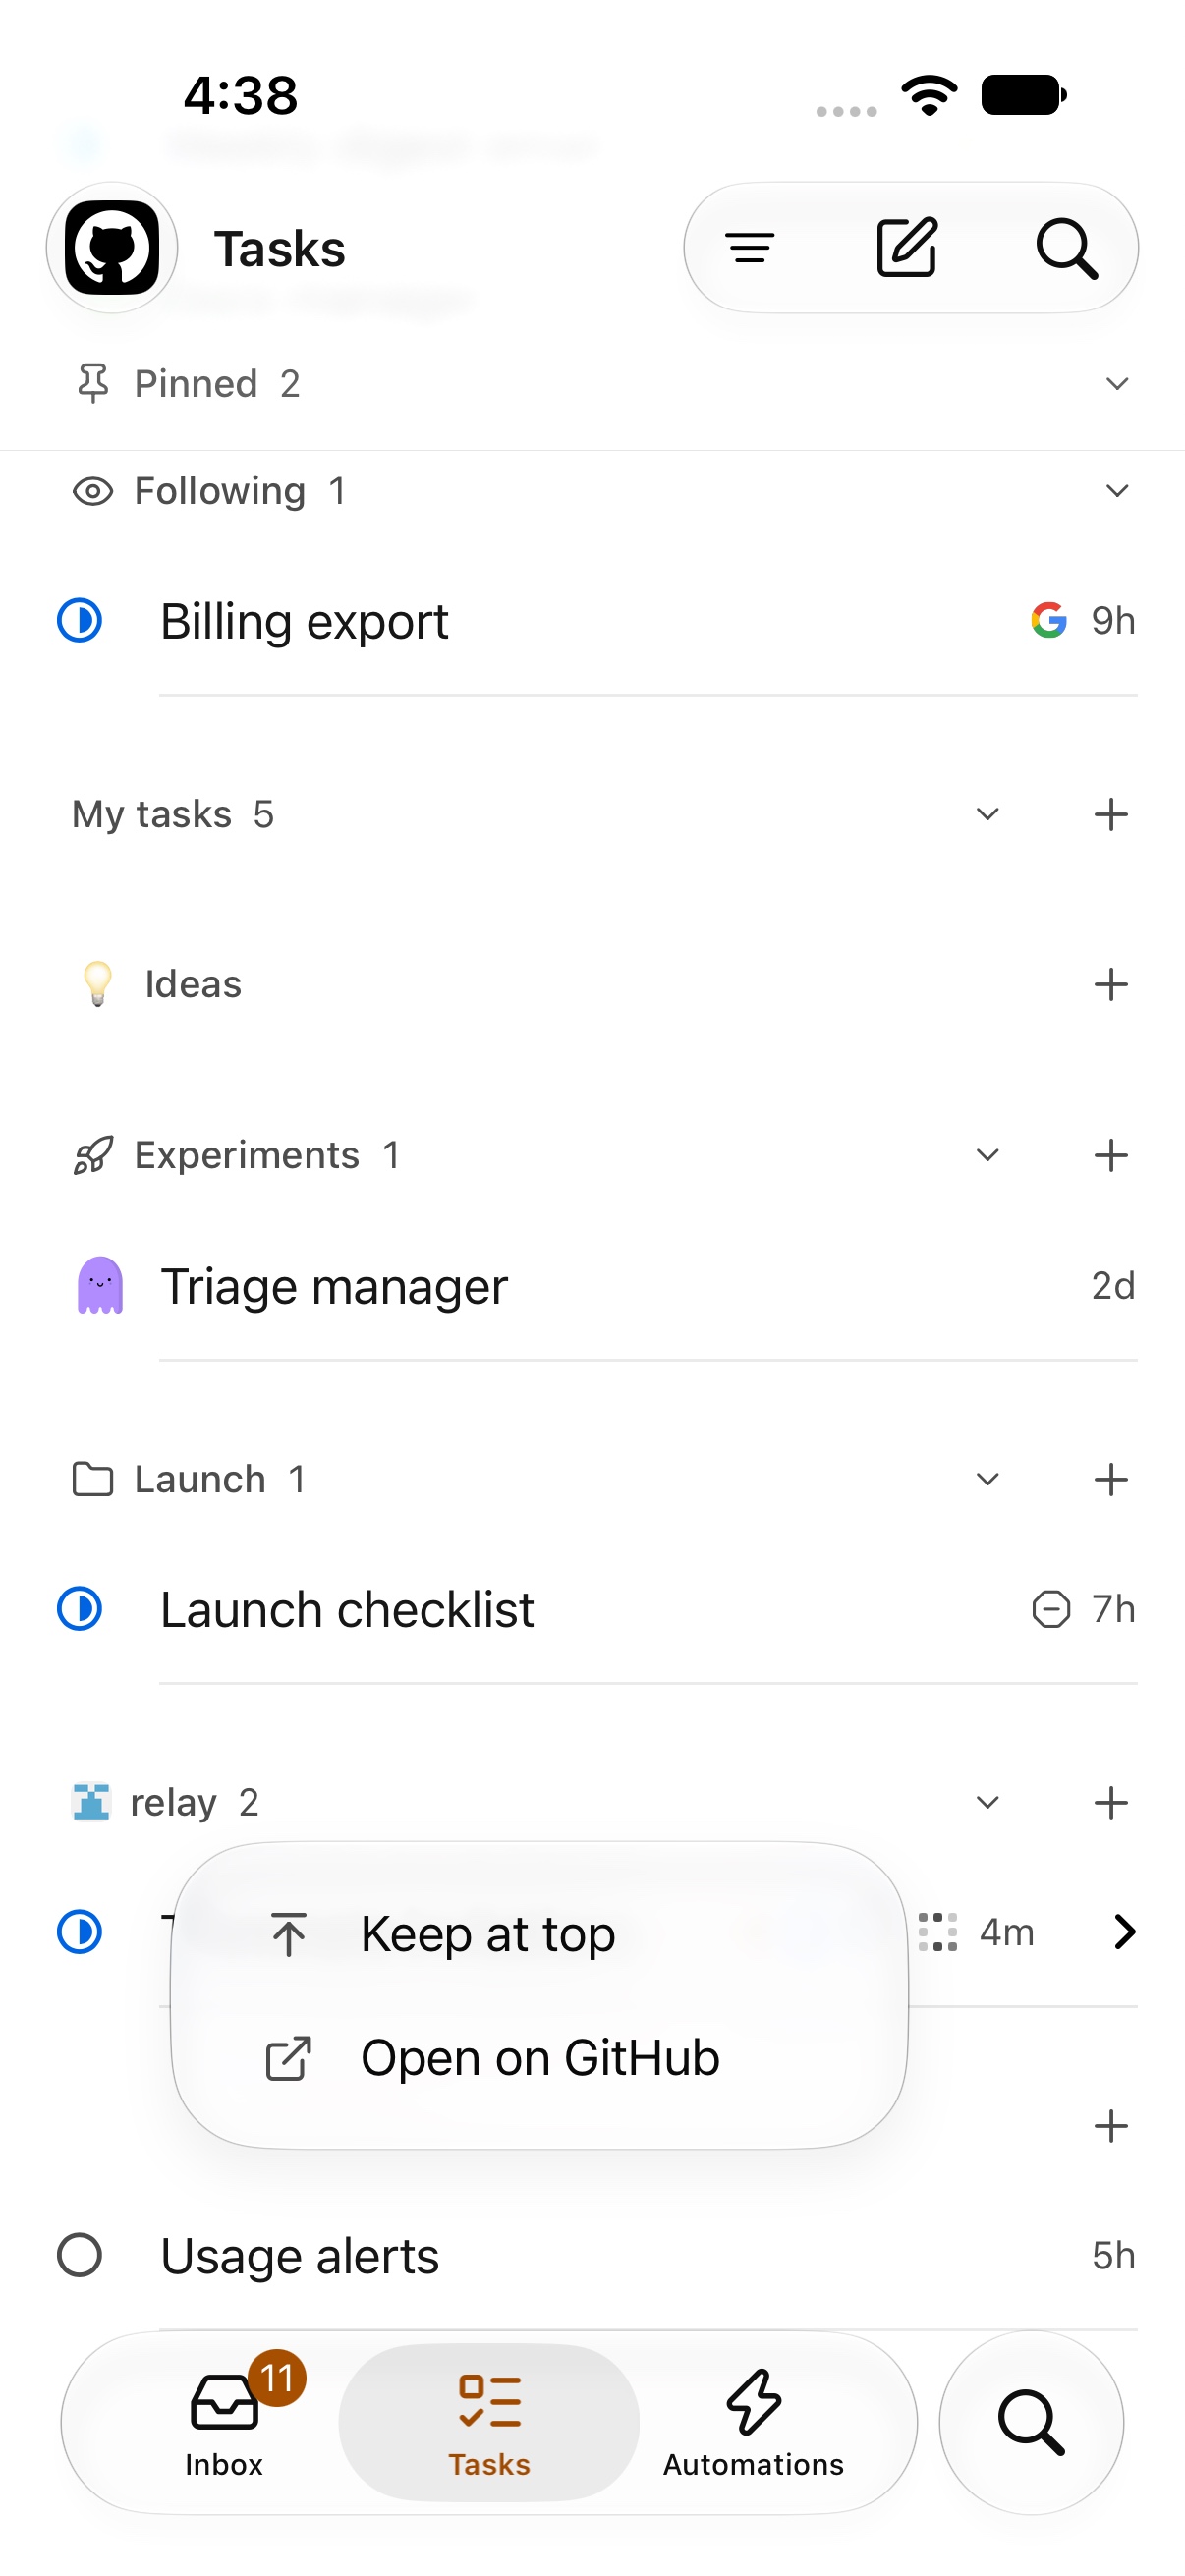 4:38
Tasks
Pinned 2
Following 1
Billing export 9h
My tasks 5
Ideas
Experiments 1
Triage manager 2d
Launch 1
Launch checklist 7h
relay 2
Keep at top
4m
Open on GitHub
Usage alerts 5h
11
Inbox
Tasks
Automations